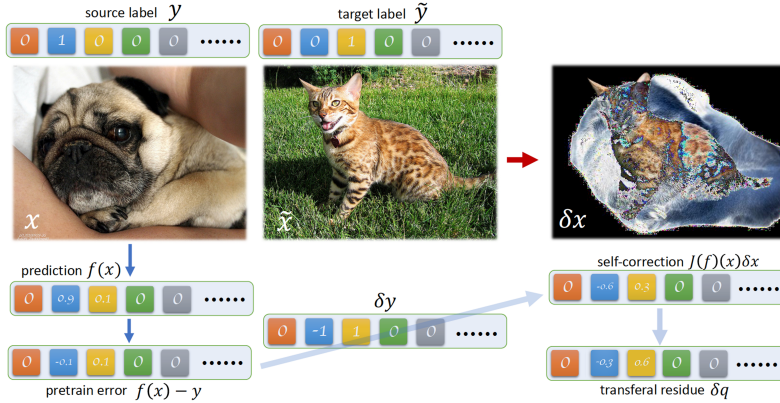 source label y
target label ỹ
0 1 0 0 0 ......
0 0 1 0 0 ......
x
x̃
δx
prediction f(x)
self-correction J(f)(x)δx
0 0.9 0.1 0 0 ......
δy
0 -0.6 0.3 0 0 ......
0 -1 1 0 0 ......
0 -0.1 0.1 0 0 ......
0 -0.3 0.6 0 0 ......
pretrain error f(x) − y
transferal residue δq